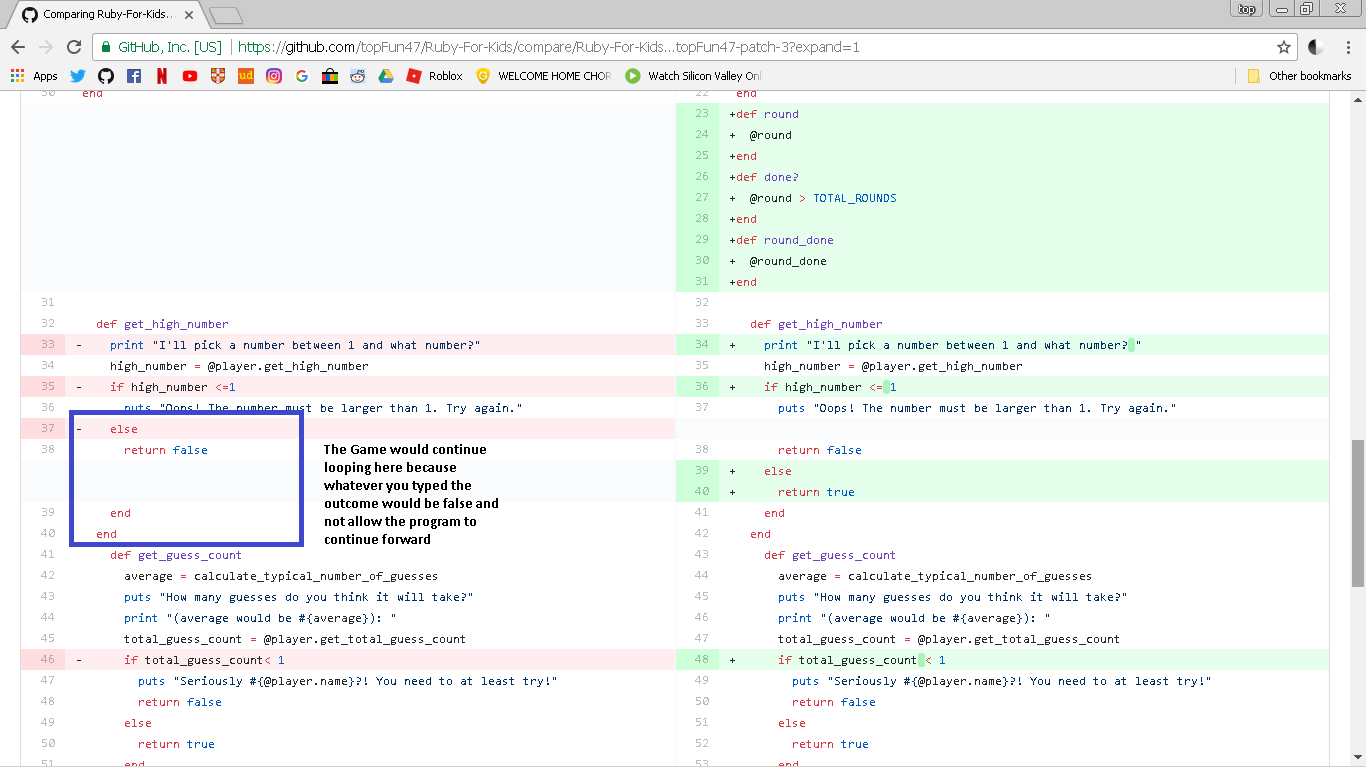 Comparing Ruby-For-Kids...
top
GitHub, Inc. [US] https://github.com/topFun47/Ruby-For-Kids/compare/Ruby-For-Kids...topFun47-patch-3?expand=1
Apps ud Roblox WELCOME HOME CHOR Watch Silicon Valley Onl Other bookmarks
30 end
31
32 def get_high_number
33 - print "I'll pick a number between 1 and what number?"
34 high_number = @player.get_high_number
35 - if high_number <=1
36 puts "Oops! The number must be larger than 1. Try again."
37 - else
38 return false
39 end
40 end
41 def get_guess_count
42 average = calculate_typical_number_of_guesses
43 puts "How many guesses do you think it will take?"
44 print "(average would be #{average}): "
45 total_guess_count = @player.get_total_guess_count
46 - if total_guess_count< 1
47 puts "Seriously #{@player.name}?! You need to at least try!"
48 return false
49 else
50 return true
51 end
The Game would continue
looping here because
whatever you typed the
outcome would be false and
not allow the program to
continue forward
22 end
23 +def round
24 + @round
25 +end
26 +def done?
27 + @round > TOTAL_ROUNDS
28 +end
29 +def round_done
30 + @round_done
31 +end
32
33 def get_high_number
34 + print "I'll pick a number between 1 and what number? "
35 high_number = @player.get_high_number
36 + if high_number <= 1
37 puts "Oops! The number must be larger than 1. Try again."
38 return false
39 + else
40 + return true
41 end
42 end
43 def get_guess_count
44 average = calculate_typical_number_of_guesses
45 puts "How many guesses do you think it will take?"
46 print "(average would be #{average}): "
47 total_guess_count = @player.get_total_guess_count
48 + if total_guess_count < 1
49 puts "Seriously #{@player.name}?! You need to at least try!"
50 return false
51 else
52 return true
53 end